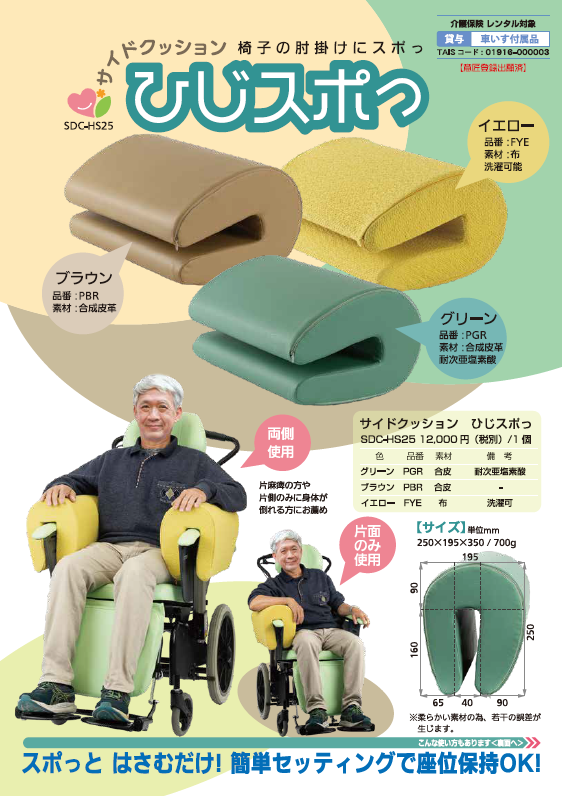 介護保険 レンタル対象
貸与 車いす付属品
TAISコード：01916-000003
【意匠登録出願済】
サイドクッション 椅子の肘掛けにスポっ
ひじスポっ
SDC-HS25
イエロー
品番：FYE
素材：布
洗濯可能
ブラウン
品番：PBR
素材：合成皮革
グリーン
品番：PGR
素材：合成皮革
耐次亜塩素酸
両側
使用
片麻痺の方や
片側のみに身体が
倒れる方にお薦め
片面
のみ
使用
サイドクッション ひじスポっ
SDC-HS25 12,000円（税別）/1個
色 品番 素材 備 考
グリーン PGR 合皮 耐次亜塩素酸
ブラウン PBR 合皮 -
イエロー FYE 布 洗濯可
【サイズ】単位mm
250×195×350 / 700g
195
90
160
250
65 40 90
※柔らかい素材の為、若干の誤差が
生じます。
こんな使い方もあります<裏面へ>
スポっと はさむだけ! 簡単セッティングで座位保持OK!